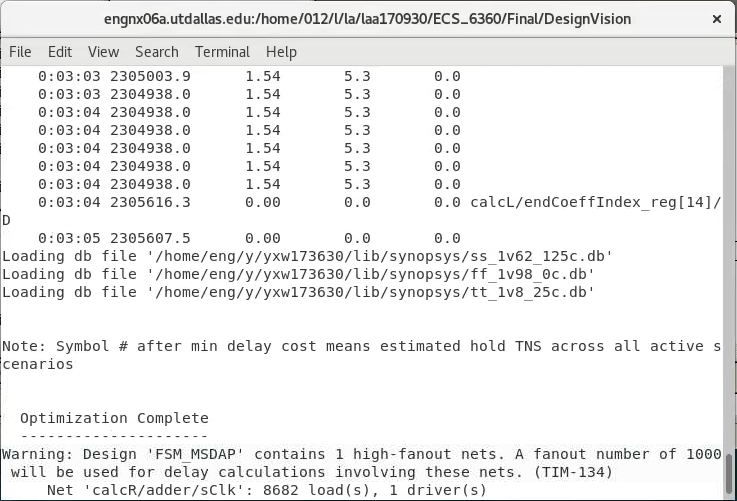 engnx06a.utdallas.edu:/home/012/l/la/laa170930/ECS_6360/Final/DesignVision
File Edit View Search Terminal Help
0:03:03 2305003.9 1.54 5.3 0.0
0:03:03 2304938.0 1.54 5.3 0.0
0:03:04 2304938.0 1.54 5.3 0.0
0:03:04 2304938.0 1.54 5.3 0.0
0:03:04 2304938.0 1.54 5.3 0.0
0:03:04 2304938.0 1.54 5.3 0.0
0:03:04 2304938.0 1.54 5.3 0.0
0:03:04 2305616.3 0.00 0.0 0.0 calcL/endCoeffIndex_reg[14]/
D
0:03:05 2305607.5 0.00 0.0 0.0
Loading db file '/home/eng/y/yxw173630/lib/synopsys/ss_1v62_125c.db'
Loading db file '/home/eng/y/yxw173630/lib/synopsys/ff_1v98_0c.db'
Loading db file '/home/eng/y/yxw173630/lib/synopsys/tt_1v8_25c.db'
Note: Symbol # after min delay cost means estimated hold TNS across all active s
cenarios
Optimization Complete
---------------------
Warning: Design 'FSM_MSDAP' contains 1 high-fanout nets. A fanout number of 1000
will be used for delay calculations involving these nets. (TIM-134)
Net 'calcR/adder/sClk': 8682 load(s), 1 driver(s)